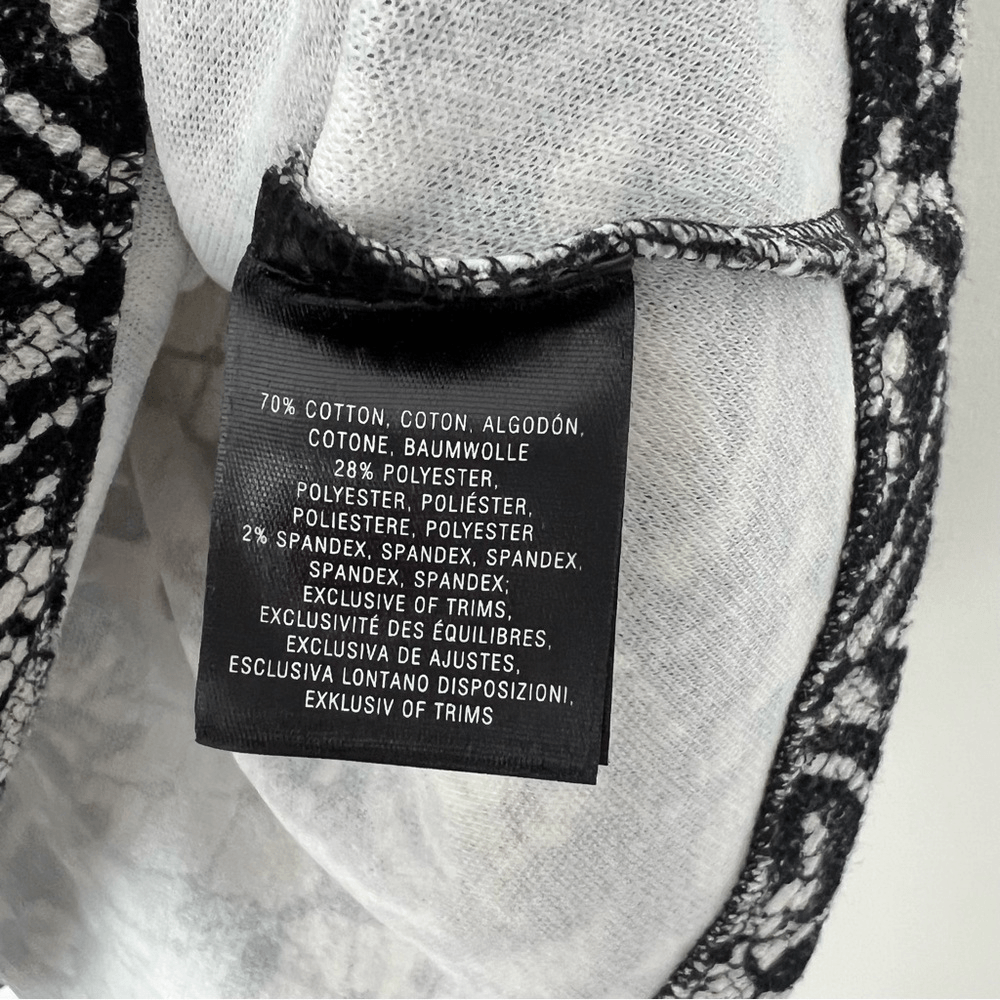 70% COTTON, COTON, ALGODÓN,
COTONE, BAUMWOLLE
28% POLYESTER,
POLYESTER, POLIÉSTER,
POLIESTERE, POLYESTER
2% SPANDEX, SPANDEX, SPANDEX,
SPANDEX, SPANDEX;
EXCLUSIVE OF TRIMS,
EXCLUSIVITÉ DES ÉQUILIBRES,
EXCLUSIVA DE AJUSTES,
ESCLUSIVA LONTANO DISPOSIZIONI,
EXKLUSIV OF TRIMS